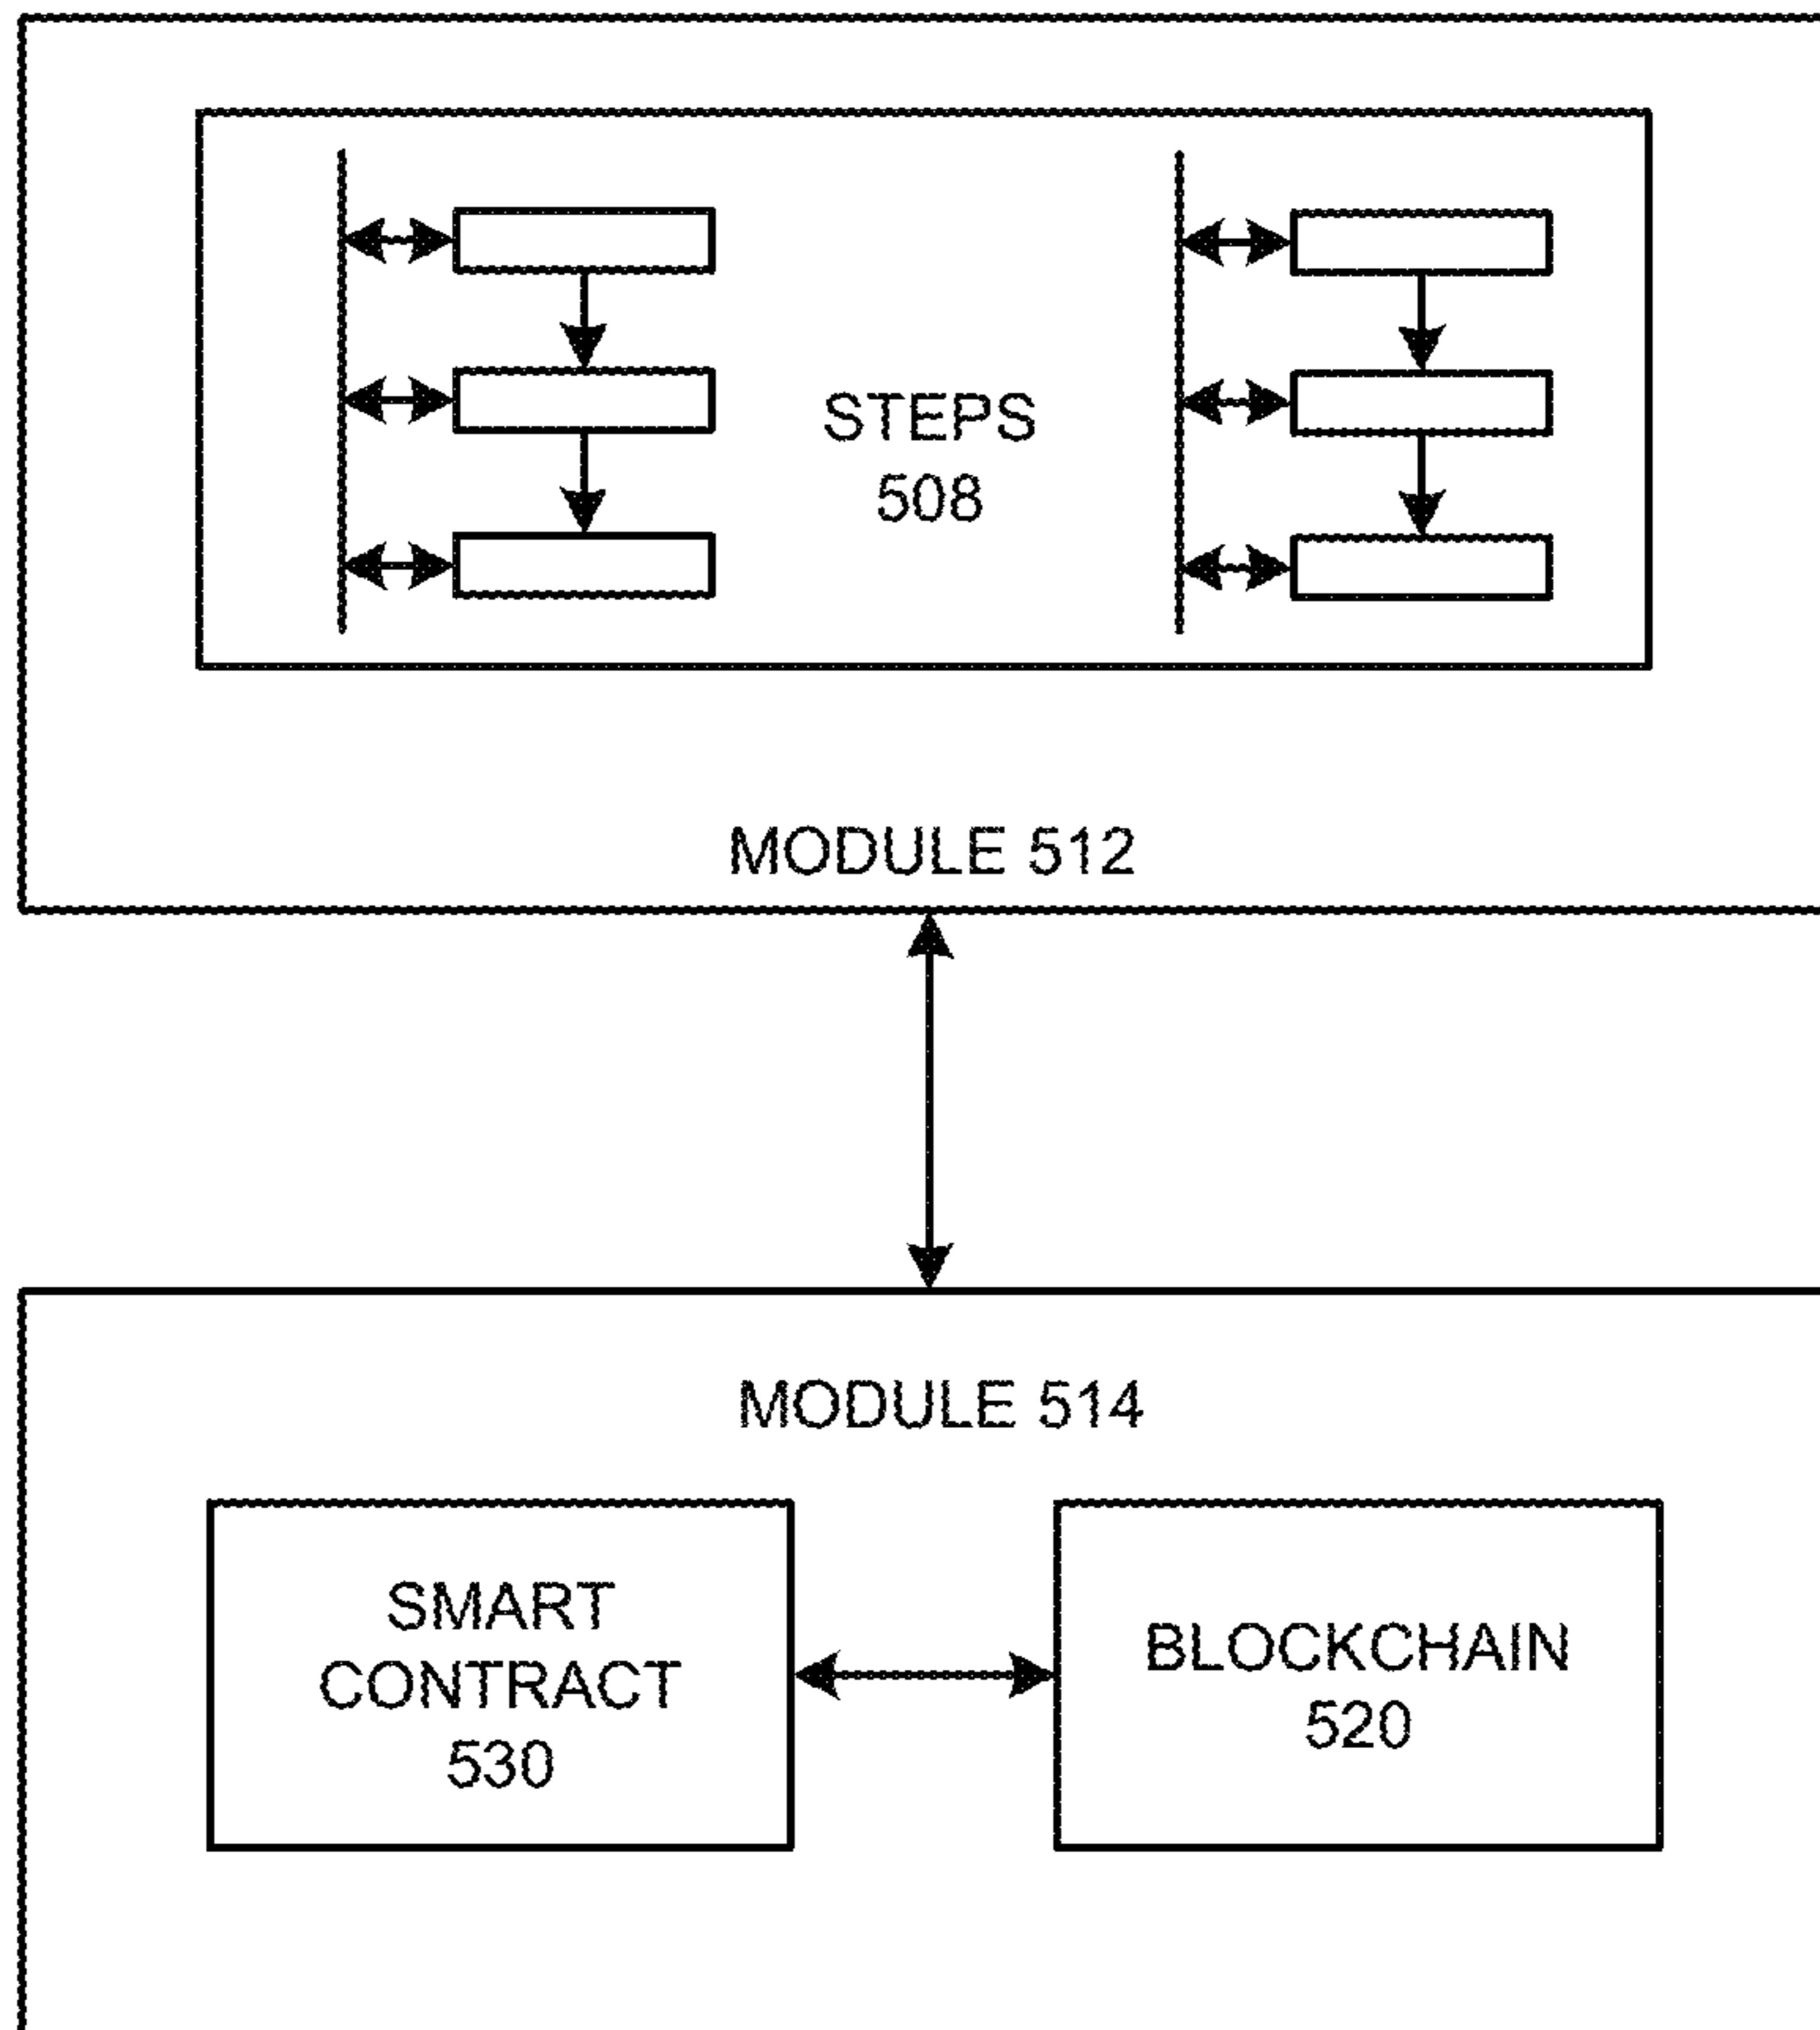 STEPS
508
MODULE 512
MODULE 514
SMART
CONTRACT
530
BLOCKCHAIN
520